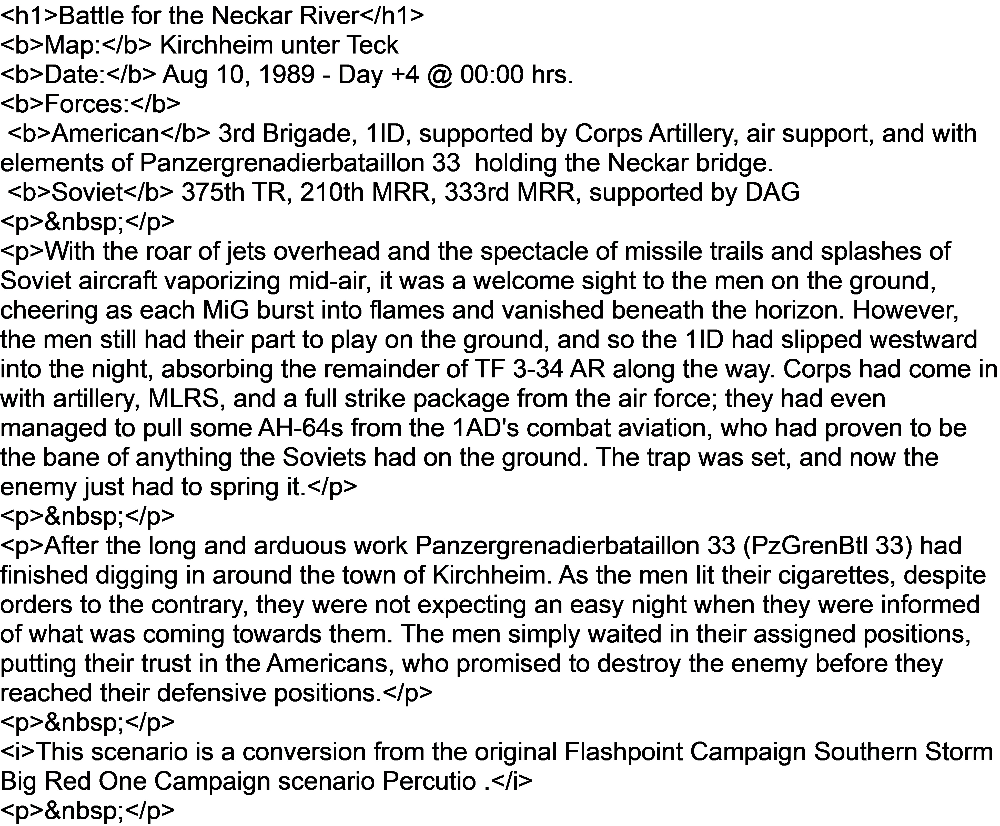 <h1>Battle for the Neckar River</h1>
<b>Map:</b> Kirchheim unter Teck
<b>Date:</b> Aug 10, 1989 - Day +4 @ 00:00 hrs.
<b>Forces:</b>
 <b>American</b> 3rd Brigade, 1ID, supported by Corps Artillery, air support, and with
elements of Panzergrenadierbataillon 33  holding the Neckar bridge.
 <b>Soviet</b> 375th TR, 210th MRR, 333rd MRR, supported by DAG
<p>&nbsp;</p>
<p>With the roar of jets overhead and the spectacle of missile trails and splashes of
Soviet aircraft vaporizing mid-air, it was a welcome sight to the men on the ground,
cheering as each MiG burst into flames and vanished beneath the horizon. However,
the men still had their part to play on the ground, and so the 1ID had slipped westward
into the night, absorbing the remainder of TF 3-34 AR along the way. Corps had come in
with artillery, MLRS, and a full strike package from the air force; they had even
managed to pull some AH-64s from the 1AD's combat aviation, who had proven to be
the bane of anything the Soviets had on the ground. The trap was set, and now the
enemy just had to spring it.</p>
<p>&nbsp;</p>
<p>After the long and arduous work Panzergrenadierbataillon 33 (PzGrenBtl 33) had
finished digging in around the town of Kirchheim. As the men lit their cigarettes, despite
orders to the contrary, they were not expecting an easy night when they were informed
of what was coming towards them. The men simply waited in their assigned positions,
putting their trust in the Americans, who promised to destroy the enemy before they
reached their defensive positions.</p>
<p>&nbsp;</p>
<i>This scenario is a conversion from the original Flashpoint Campaign Southern Storm
Big Red One Campaign scenario Percutio .</i>
<p>&nbsp;</p>